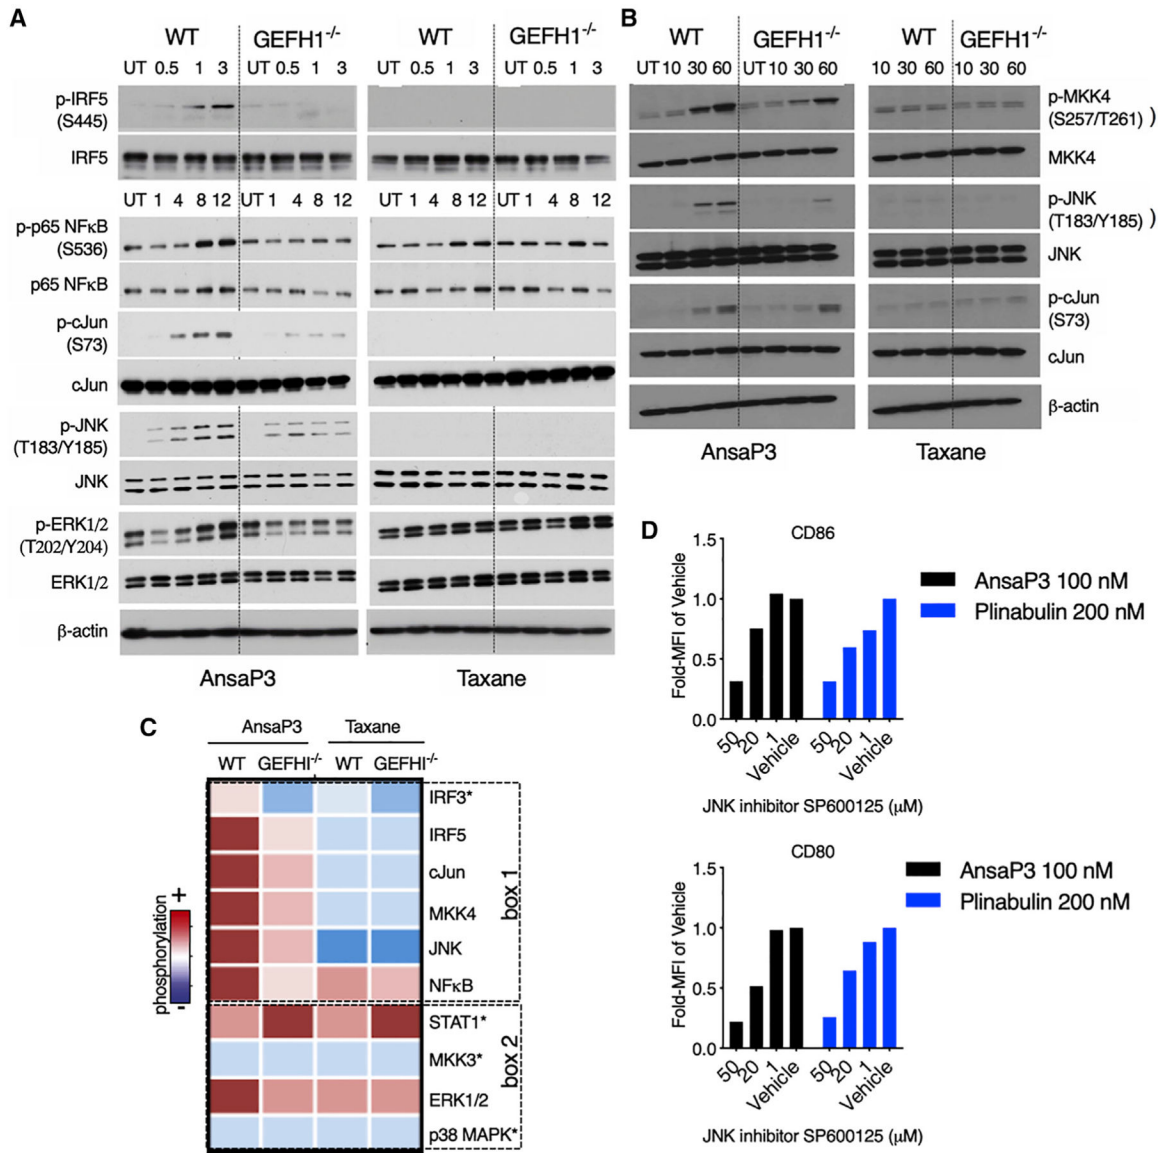 A
WT GEFH1-/- WT GEFH1-/-
UT 0.5 1 3 UT 0.5 1 3 UT 0.5 1 3 UT 0.5 1 3
p-IRF5
(S445)
IRF5
UT 1 4 8 12 UT 1 4 8 12 UT 1 4 8 12 UT 1 4 8 12
p-p65 NFκB
(S536)
p65 NFκB
p-cJun
(S73)
cJun
p-JNK
(T183/Y185)
JNK
p-ERK1/2
(T202/Y204)
ERK1/2
β-actin
AnsaP3 Taxane
B
WT GEFH1-/- WT GEFH1-/-
UT 10 30 60 UT 10 30 60 10 30 60 10 30 60
p-MKK4
(S257/T261) )
MKK4
p-JNK
(T183/Y185) )
JNK
p-cJun
(S73)
cJun
β-actin
AnsaP3 Taxane
C
AnsaP3 Taxane
WT GEFHI-/- WT GEFHI-/-
IRF3*
IRF5
cJun
MKK4
JNK
NFκB
box 1
STAT1*
MKK3*
ERK1/2
p38 MAPK*
box 2
phosphorylation
+
-
D
CD86
Fold-MFI of Vehicle
1.5
1.0
0.5
0.0
50 20 1 Vehicle 50 20 1 Vehicle
JNK inhibitor SP600125 (μM)
AnsaP3 100 nM
Plinabulin 200 nM
CD80
Fold-MFI of Vehicle
1.5
1.0
0.5
0.0
50 20 1 Vehicle 50 20 1 Vehicle
JNK inhibitor SP600125 (μM)
AnsaP3 100 nM
Plinabulin 200 nM